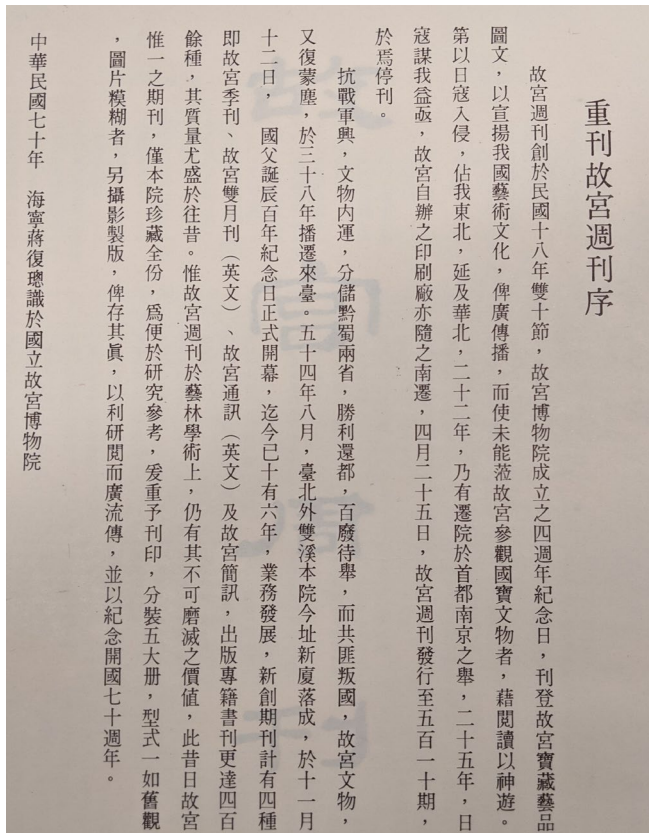 重刊故宮週刊序
故宮週刊創於民國十八年雙十節，故宮博物院成立之四週年紀念日，刊登故宮寶藏藝品
圖文，以宣揚我國藝術文化，俾廣傳播，而使未能蒞故宮參觀國寶文物者，藉閱讀以神遊。
第以日寇入侵，佔我東北，延及華北，二十二年，乃有遷院於首都南京之舉，二十五年，日
寇謀我益亟，故宮自辦之印刷廠亦隨之南遷，四月二十五日，故宮週刊發行至五百一十期，
於焉停刊。
抗戰軍興，文物內運，分儲黔蜀兩省，勝利還都，百廢待舉，而共匪叛國，故宮文物，
又復蒙塵，於三十八年播遷來臺。五十四年八月，臺北外雙溪本院今址新廈落成，於十一月
十二日，　國父誕辰百年紀念日正式開幕，迄今已十有六年，業務發展，新創期刊計有四種
即故宮季刊、故宮雙月刊（英文）、故宮通訊（英文）及故宮簡訊，出版專籍書刊更達四百
餘種，其質量尤盛於往昔。惟故宮週刊於藝林學術上，仍有其不可磨滅之價值，此昔日故宮
惟一之期刊，僅本院珍藏全份，爲便於研究參考，爰重予刊印，分裝五大册，型式一如舊觀
，圖片模糊者，另攝影製版，俾存其眞，以利研閱而廣流傳，並以紀念開國七十週年。
中華民國七十年　海寧蔣復璁識於國立故宮博物院